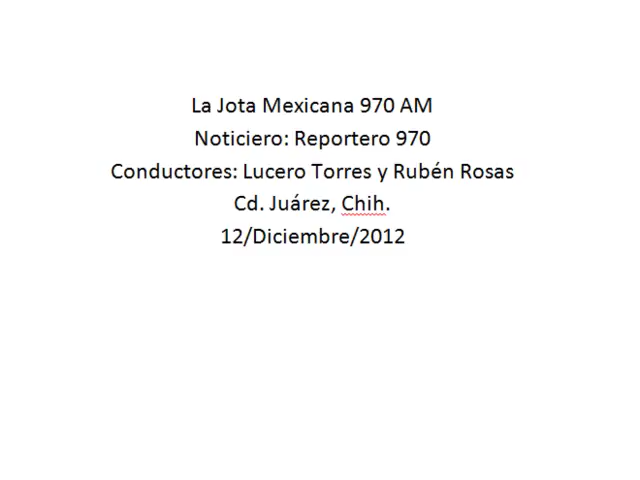 La Jota Mexicana 970 AM
Noticiero: Reportero 970
Conductores: Lucero Torres y Rubén Rosas
Cd. Juárez, Chih.
12/Diciembre/2012